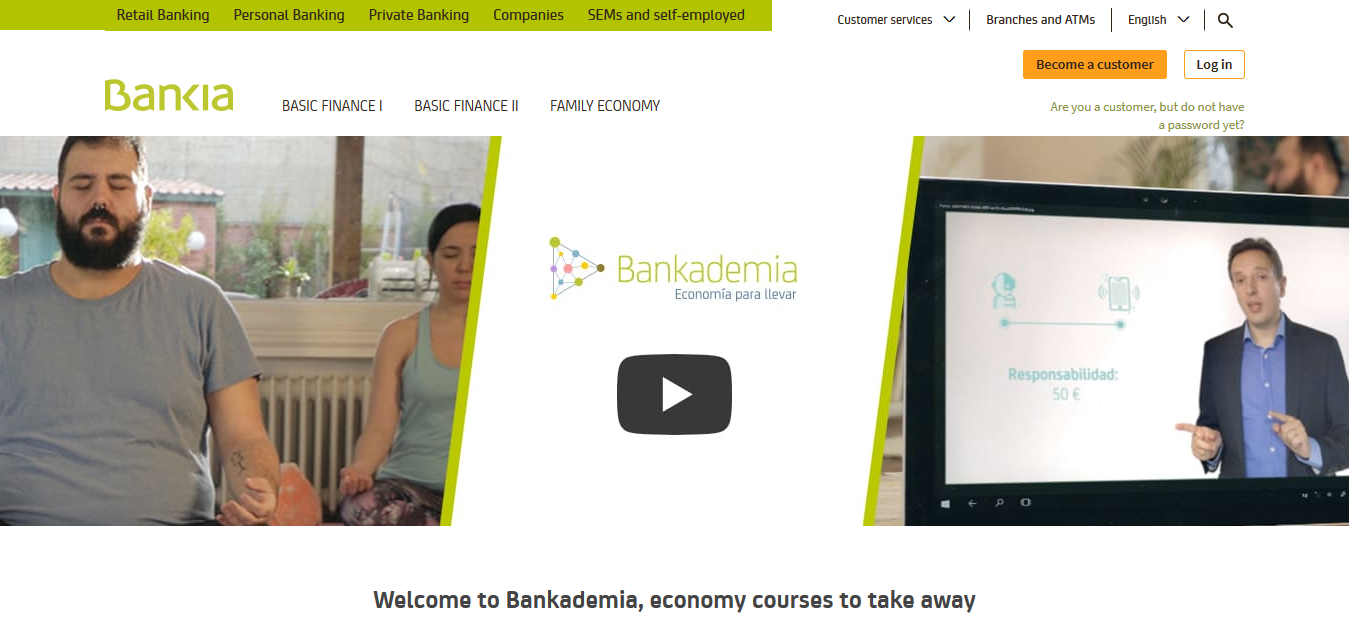 Retail Banking Personal Banking Private Banking Companies SEMs and self-employed
Customer services Branches and ATMs English
Become a customer Log in
Bankia
BASIC FINANCE I BASIC FINANCE II FAMILY ECONOMY
Are you a customer, but do not have
a password yet?
Bankademia
Economía para llevar
Responsabilidad:
50 €
Welcome to Bankademia, economy courses to take away